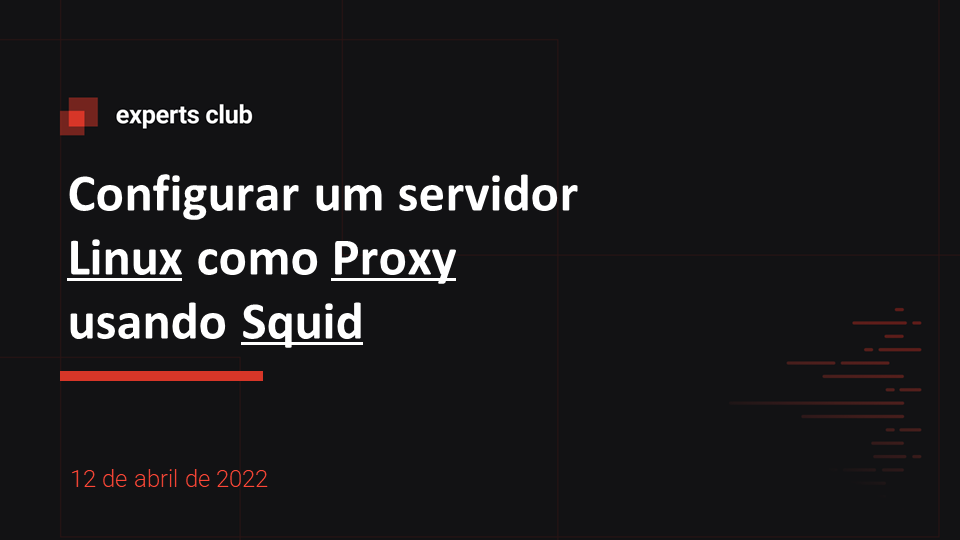 experts club
Configurar um servidor
Linux como Proxy
usando Squid
12 de abril de 2022